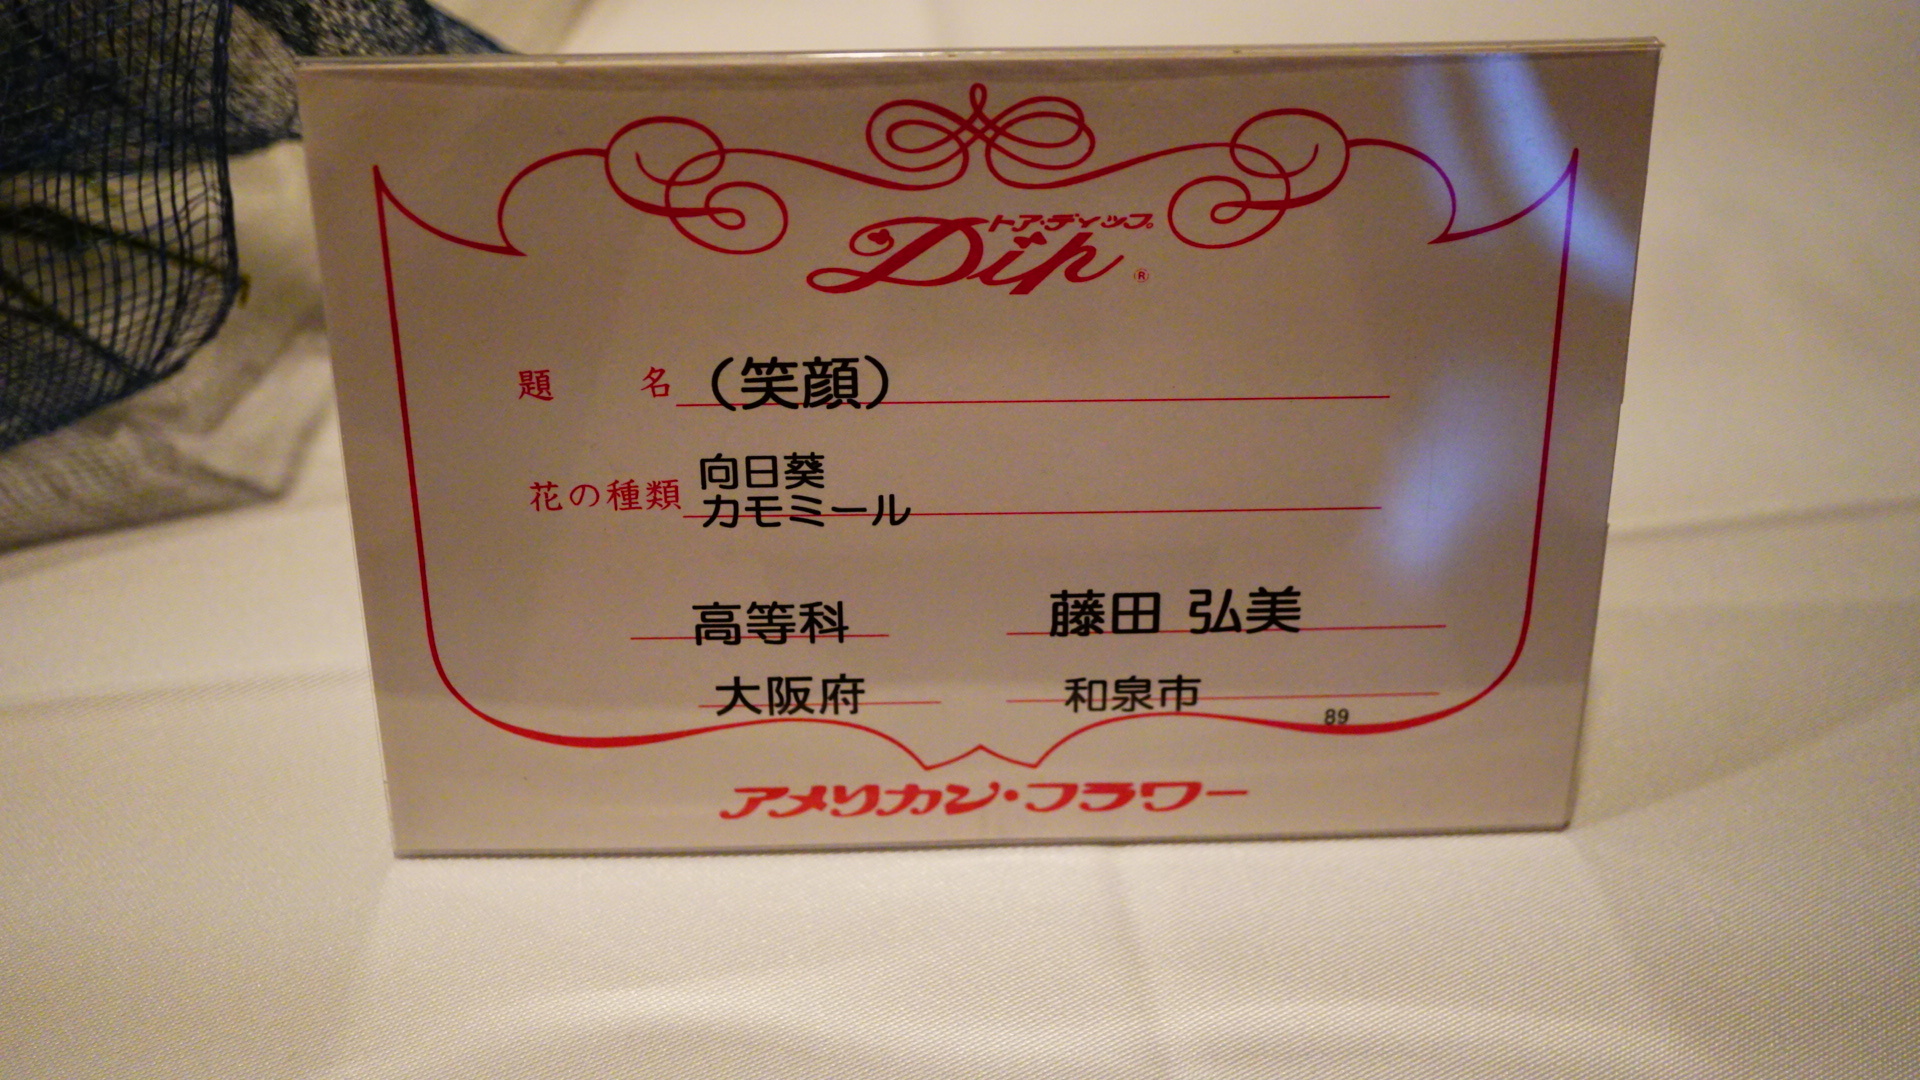 トア・ディップ
Dip ®
題 名 (笑顔)
花の種類 向日葵
カモミール
高等科 藤田 弘美
大阪府 和泉市
89
アメリカン・フラワー